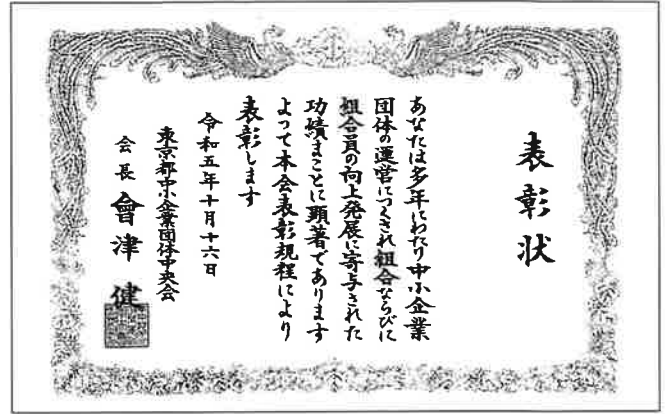 表彰状
あなたは多年にわたり中小企業
団体の運営につくされ組合ならびに
組合員の向上発展に寄与された
功績まことに顕著であります
よって本会表彰規程により
表彰します
令和五年十月十六日
東京都中小企業団体中央会
会長 會津 健